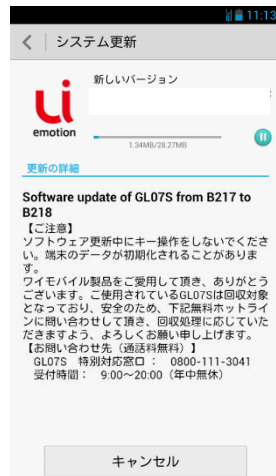 11:13
システム更新
新しいバージョン
:
Ui
emotion
1.34MB/28.27MB
更新の詳細
Software update of GL07S from B217 to
B218
【ご注意】
ソフトウェア更新中にキー操作をしないでくださ
い。端末のデータが初期化されることがありま
す。
ワイモバイル製品をご愛用して頂き、ありがとう
ございます。ご使用されているGL07Sは回収対象
となっており、安全のため、下記無料ホットライ
ンに問い合わせして頂き、回収処理に応じていた
だきますよう、よろしくお願い申し上げます。
【お問い合わせ先（通話料無料）】
GL07S 特別対応窓口： 0800-111-3041
受付時間： 9:00～20:00（年中無休）
キャンセル